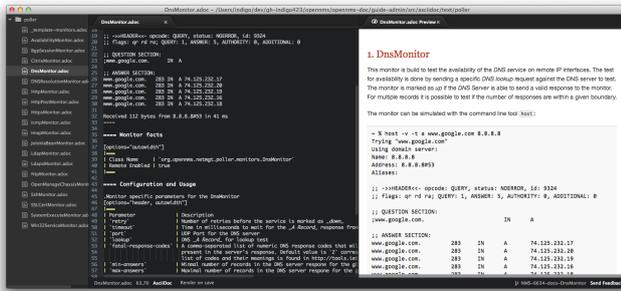 DnsMonitor.adoc - /Users/indigo/dev/gh-indigo423/opennms/opennms-doc/guide-admin/src/asciidoc/text/poller
poller
_template-monitors.adoc
AvailabilityMonitor.adoc
BgpSessionMonitor.adoc
CitrixMonitor.adoc
DnsMonitor.adoc
DNSResolutionMonitor.adoc
HttpMonitor.adoc
HttpPostMonitor.adoc
HttpsMonitor.adoc
IcmpMonitor.adoc
ImapMonitor.adoc
JolokiaBeanMonitor.adoc
LdapMonitor.adoc
LdapsMonitor.adoc
NtpMonitor.adoc
OpenManageChassisMonitor
SshMonitor.adoc
SSLCertMonitor.adoc
SystemExecuteMonitor.adoc
Win32ServiceMonitor.adoc
DnsMonitor.adoc
;; ->>HEADER<<- opcode: QUERY, status: NOERROR, id: 9324
;; flags: qr rd ra; QUERY: 1, ANSWER: 5, AUTHORITY: 0, ADDITIONAL: 0
;; QUESTION SECTION:
;www.google.com. IN A
;; ANSWER SECTION:
www.google.com. 283 IN A 74.125.232.17
www.google.com. 283 IN A 74.125.232.20
www.google.com. 283 IN A 74.125.232.19
www.google.com. 283 IN A 74.125.232.16
www.google.com. 283 IN A 74.125.232.18
Received 112 bytes from 8.8.8.8#53 in 41 ms
----
==== Monitor facts
[options="autowidth"]
|===
| Class Name | `org.opennms.netmgt.poller.monitors.DnsMonitor`
| Remote Enabled | true
|===
==== Configuration and Usage
.Monitor specific parameters for the DnsMonitor
[options="header, autowidth"]
|===
| Parameter | Description
| `retry` | Number of retries before the service is marked as _down_
| `timeout` | Time in milliseconds to wait for the _A Record_ response from
| `port` | UDP Port for the DNS server
| `lookup` | DNS _A Record_ for lookup test
| `fatal-response-codes` | A comma-separated list of numeric DNS response codes that will
present in the server's response. Default value is `2` corresp
list of codes and their meanings is found in http://tools.iet
| `min-answers` | Minmal number of records in the DNS server respone for the g
| `max-answers` | Maximal number of records in the DNS server respone for the g
DnsMonitor.adoc 83,70 AsciiDoc Render on save
DnsMonitor.adoc Preview
1. DnsMonitor
This monitor is build to test the availability of the DNS service on remote IP interfaces. The test
for availability is done by sending a specific DNS lookup request against the DNS server to test.
The monitor is marked as up if the DNS Server is able to send a valid response to the monitor.
For multiple records it is possible to test if the number of responses are within a given boundary.
The monitor can be simulated with the command line tool host:
~ % host -v -t a www.google.com 8.8.8.8
Trying "www.google.com"
Using domain server:
Name: 8.8.8.8
Address: 8.8.8.8#53
Aliases:
;; ->>HEADER<<- opcode: QUERY, status: NOERROR, id: 9324
;; flags: qr rd ra; QUERY: 1, ANSWER: 5, AUTHORITY: 0, ADDITIONAL: 0
;; QUESTION SECTION:
;www.google.com. IN A
;; ANSWER SECTION:
www.google.com. 283 IN A 74.125.232.17
www.google.com. 283 IN A 74.125.232.20
www.google.com. 283 IN A 74.125.232.19
www.google.com. 283 IN A 74.125.232.16
NMS-6634-docs-DnsMonitor Send Feedback